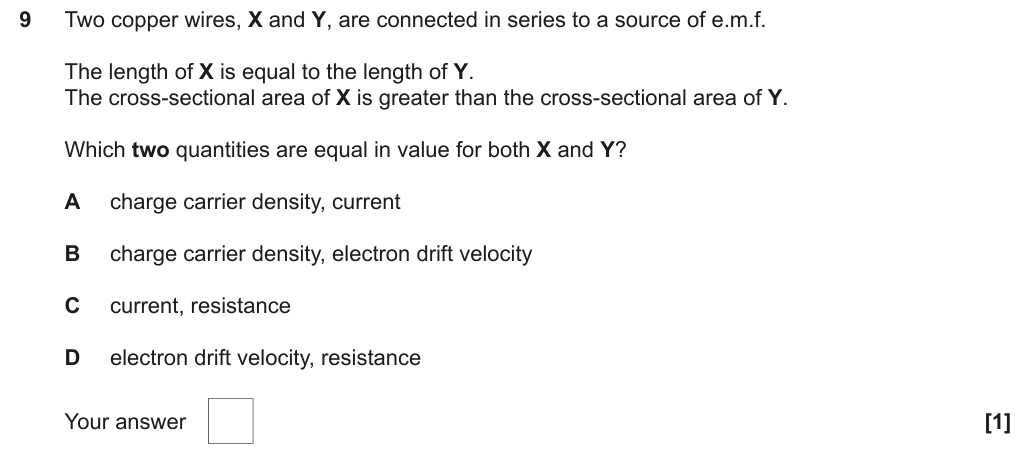 9 Two copper wires, X and Y, are connected in series to a source of e.m.f.
The length of X is equal to the length of Y.
The cross-sectional area of X is greater than the cross-sectional area of Y.
Which two quantities are equal in value for both X and Y?
A charge carrier density, current
B charge carrier density, electron drift velocity
C current, resistance
D electron drift velocity, resistance
Your answer [1]